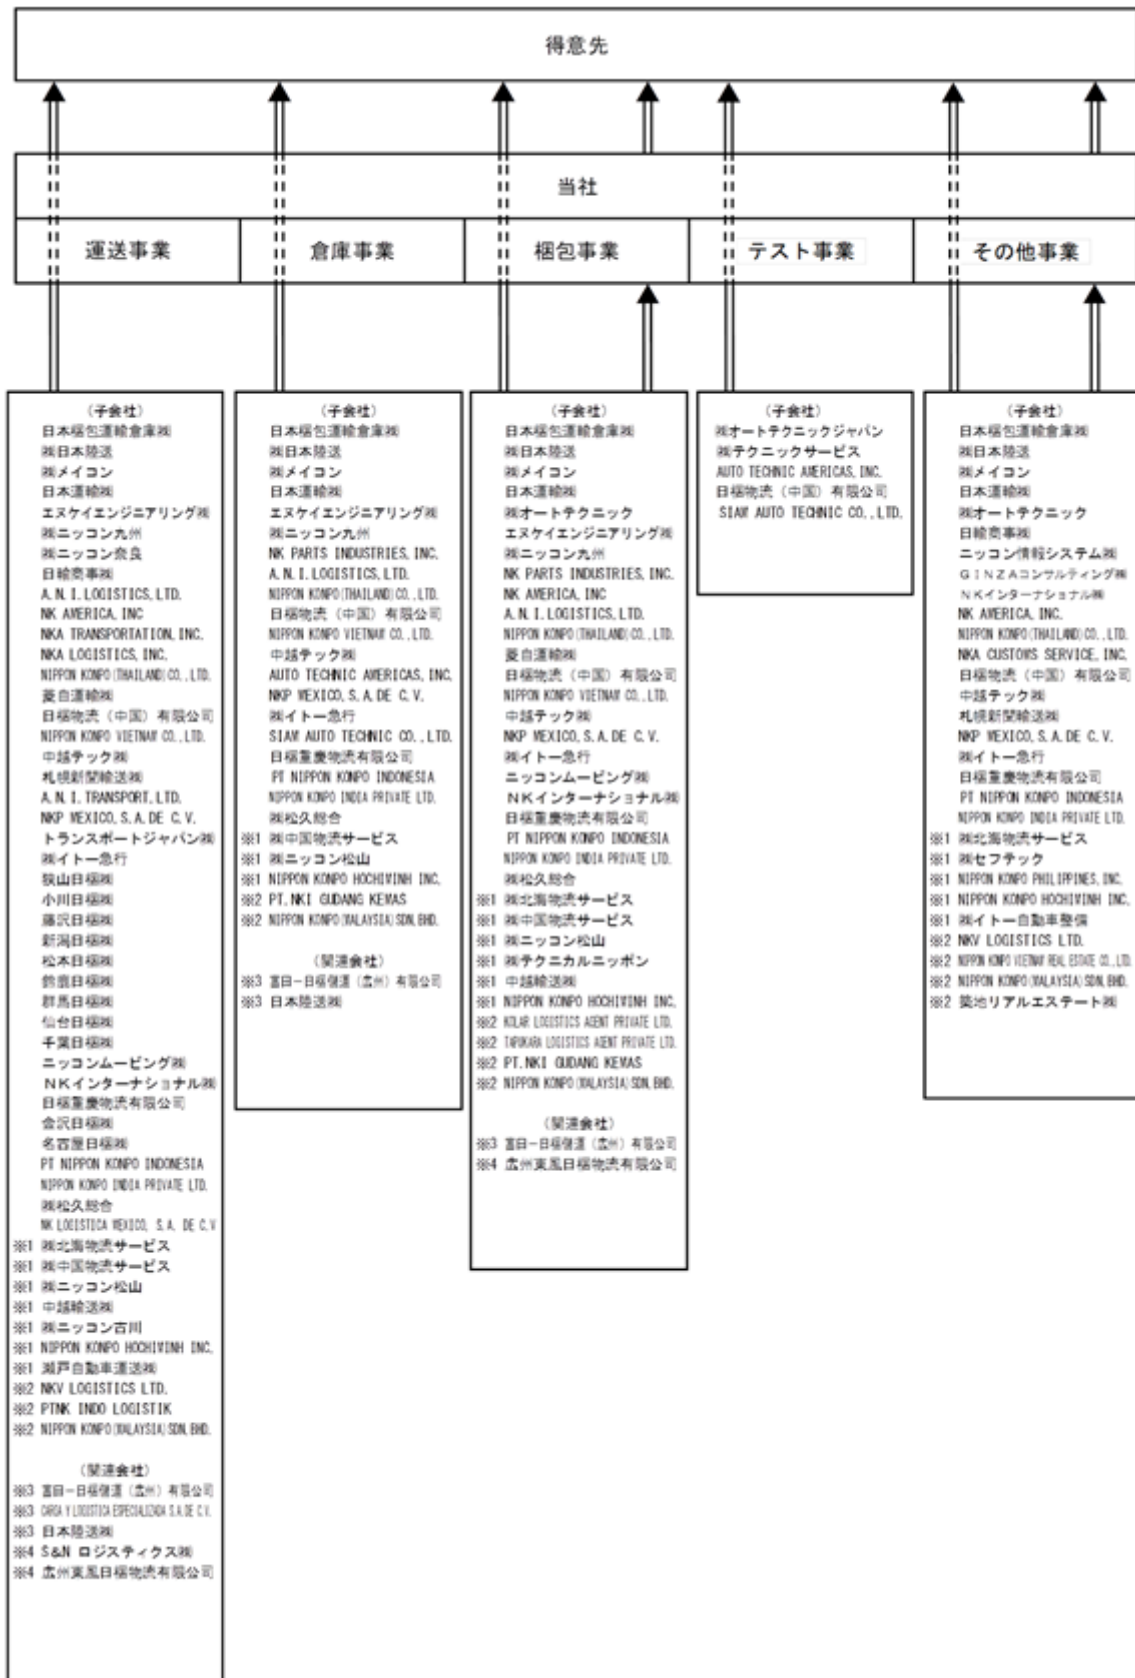 得意先
当社
運送事業
倉庫事業
梱包事業
テスト事業
その他事業
（子会社）
日本梱包運輸倉庫㈱
㈱日本陸送
㈱メイコン
日本運輸㈱
エヌケイエンジニアリング㈱
㈱ニッコン九州
㈱ニッコン奈良
日輸商事㈱
A.N.I.LOGISTICS,LTD.
NK AMERICA,INC
NKA TRANSPORTATION,INC.
NKA LOGISTICS,INC.
NIPPON KONPO(THAILAND)CO.,LTD.
菱自運輸㈱
日梱物流（中国）有限公司
NIPPON KONPO VIETNAM CO.,LTD.
中越テック㈱
札幌新聞輸送㈱
A.N.I.TRANSPORT,LTD.
NKP MEXICO,S.A.DE C.V.
トランスポートジャパン㈱
㈱イトー急行
狭山日梱㈱
小川日梱㈱
藤沢日梱㈱
新潟日梱㈱
松本日梱㈱
鈴鹿日梱㈱
群馬日梱㈱
仙台日梱㈱
千葉日梱㈱
ニッコンムービング㈱
ＮＫインターナショナル㈱
日梱重慶物流有限公司
金沢日梱㈱
名古屋日梱㈱
PT NIPPON KONPO INDONESIA
NIPPON KONPO INDIA PRIVATE LTD.
㈱松久総合
NK LOGISTICA MEXICO, S.A. DE C.V
※1 ㈱北海物流サービス
※1 ㈱中国物流サービス
※1 ㈱ニッコン松山
※1 中越輸送㈱
※1 ㈱ニッコン古川
※1 NIPPON KONPO HOCHIMINH INC.
※1 瀬戸自動車運送㈱
※2 NKV LOGISTICS LTD.
※2 PTNK INDO LOGISTIK
※2 NIPPON KONPO(MALAYSIA)SDN.BHD.
（関連会社）
※3 富田－日梱儲運（広州）有限公司
※3 CARGA Y LOGISTICA ESPECIALIZADA S.A.DE C.V.
※3 日本陸送㈱
※4 S&N ロジスティクス㈱
※4 広州東風日梱物流有限公司
（子会社）
日本梱包運輸倉庫㈱
㈱日本陸送
㈱メイコン
日本運輸㈱
エヌケイエンジニアリング㈱
㈱ニッコン九州
NK PARTS INDUSTRIES,INC.
A.N.I.LOGISTICS,LTD.
NIPPON KONPO(THAILAND)CO.,LTD.
日梱物流（中国）有限公司
NIPPON KONPO VIETNAM CO.,LTD.
中越テック㈱
AUTO TECHNIC AMERICAS,INC.
NKP MEXICO,S.A.DE C.V.
㈱イトー急行
SIAM AUTO TECHNIC CO.,LTD.
日梱重慶物流有限公司
PT NIPPON KONPO INDONESIA
NIPPON KONPO INDIA PRIVATE LTD.
㈱松久総合
※1 ㈱中国物流サービス
※1 ㈱ニッコン松山
※1 NIPPON KONPO HOCHIMINH INC.
※2 PT.NKI GUDANG KEMAS
※2 NIPPON KONPO(MALAYSIA)SDN.BHD.
（関連会社）
※3 富田－日梱儲運（広州）有限公司
※3 日本陸送㈱
（子会社）
日本梱包運輸倉庫㈱
㈱日本陸送
㈱メイコン
日本運輸㈱
㈱オートテクニック
エヌケイエンジニアリング㈱
㈱ニッコン九州
NK PARTS INDUSTRIES,INC.
NK AMERICA,INC
A.N.I.LOGISTICS,LTD.
NIPPON KONPO(THAILAND)CO.,LTD.
菱自運輸㈱
日梱物流（中国）有限公司
NIPPON KONPO VIETNAM CO.,LTD.
中越テック㈱
NKP MEXICO,S.A.DE C.V.
㈱イトー急行
ニッコンムービング㈱
ＮＫインターナショナル㈱
日梱重慶物流有限公司
PT NIPPON KONPO INDONESIA
NIPPON KONPO INDIA PRIVATE LTD.
㈱松久総合
※1 ㈱北海物流サービス
※1 ㈱中国物流サービス
※1 ㈱ニッコン松山
※1 ㈱テクニカルニッポン
※1 中越輸送㈱
※1 NIPPON KONPO HOCHIMINH INC.
※2 KOLAR LOGISTICS AGENT PRIVATE LTD.
※2 TAPUKARA LOGISTICS AGENT PRIVATE LTD.
※2 PT.NKI GUDANG KEMAS
※2 NIPPON KONPO(MALAYSIA)SDN.BHD.
（関連会社）
※3 富田－日梱儲運（広州）有限公司
※4 広州東風日梱物流有限公司
（子会社）
㈱オートテクニックジャパン
㈱テクニックサービス
AUTO TECHNIC AMERICAS,INC.
日梱物流（中国）有限公司
SIAM AUTO TECHNIC CO.,LTD.
（子会社）
日本梱包運輸倉庫㈱
㈱日本陸送
㈱メイコン
日本運輸㈱
㈱オートテクニック
日輸商事㈱
ニッコン情報システム㈱
ＧＩＮＺＡコンサルティング㈱
ＮＫインターナショナル㈱
NK AMERICA,INC.
NIPPON KONPO(THAILAND)CO.,LTD.
NKA CUSTOMS SERVICE,INC.
日梱物流（中国）有限公司
中越テック㈱
札幌新聞輸送㈱
NKP MEXICO,S.A.DE C.V.
㈱イトー急行
日梱重慶物流有限公司
PT NIPPON KONPO INDONESIA
NIPPON KONPO INDIA PRIVATE LTD.
※1 ㈱北海物流サービス
※1 ㈱セフテック
※1 NIPPON KONPO PHILIPPINES,INC.
※1 NIPPON KONPO HOCHIMINH INC.
※1 ㈱イトー自動車整備
※2 NKV LOGISTICS LTD.
※2 NIPPON KONPO VIETNAM REAL ESTATE CO.,LTD.
※2 NIPPON KONPO(MALAYSIA)SDN.BHD.
※2 築地リアルエステート㈱